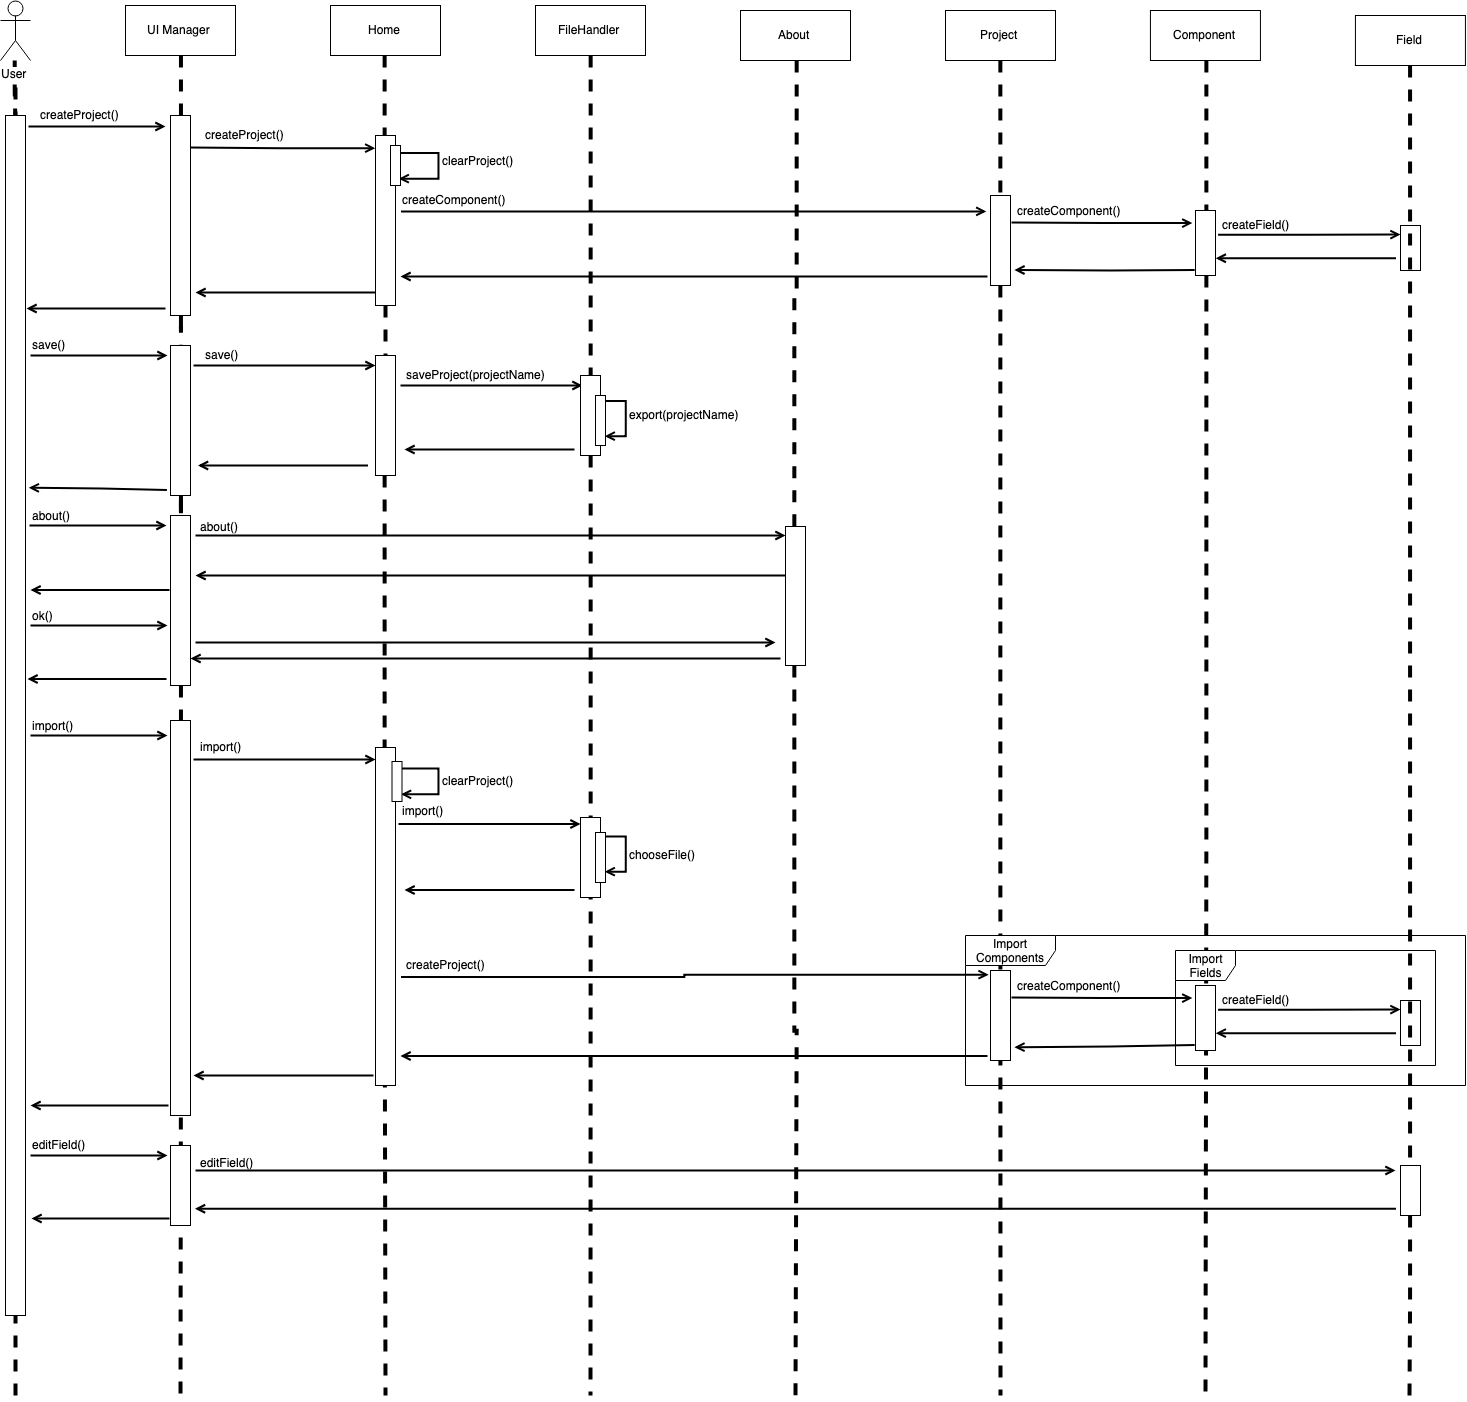 User
UI Manager
Home
FileHandler
About
Project
Component
Field
createProject()
createProject()
clearProject()
createComponent()
createComponent()
createField()
save()
save()
saveProject(projectName)
export(projectName)
about()
about()
ok()
import()
import()
clearProject()
import()
chooseFile()
Import
Components
Import
Fields
createProject()
createComponent()
createField()
editField()
editField()